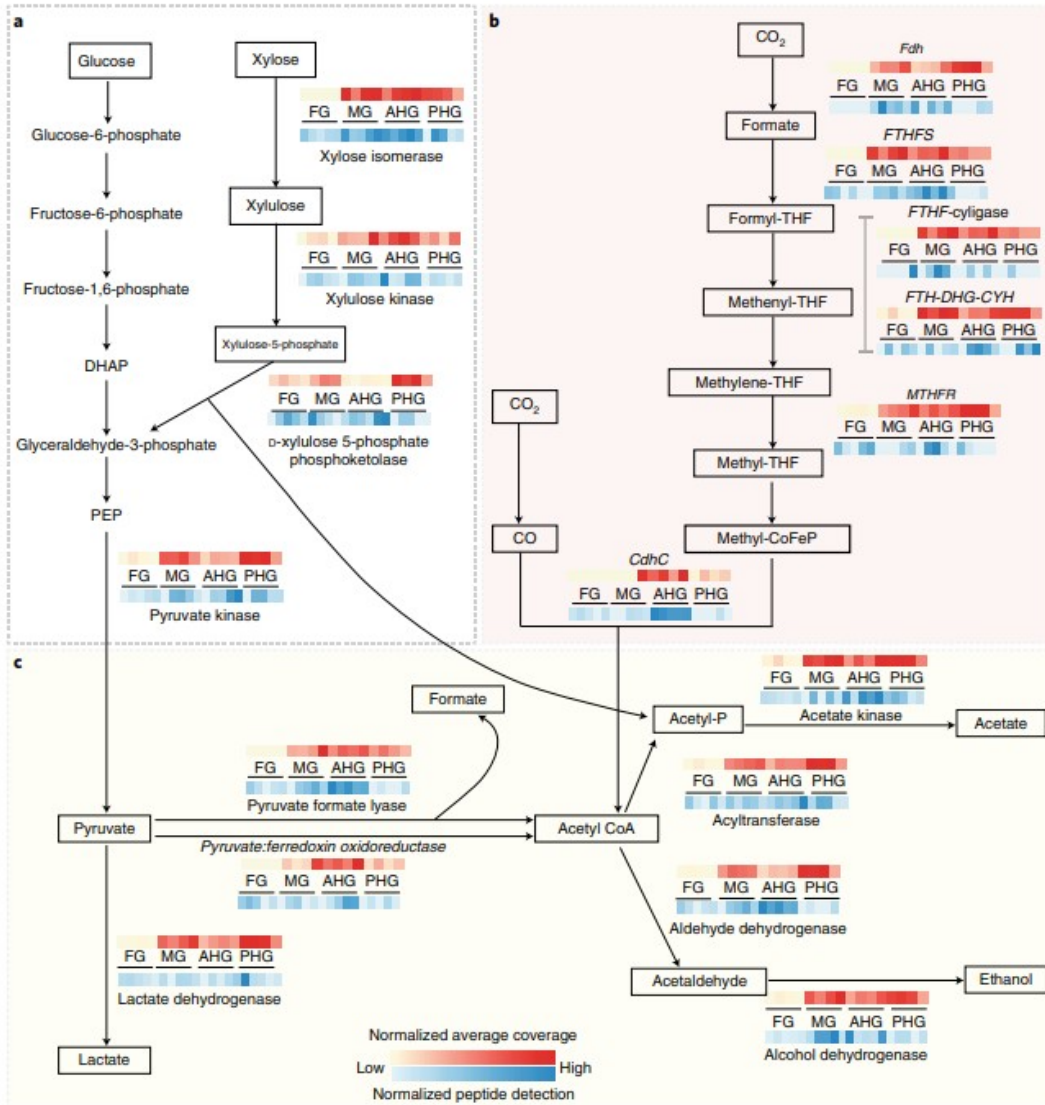 a
Glucose
Xylose
FG MG AHG PHG
Xylose isomerase
Glucose-6-phosphate
Xylulose
Fructose-6-phosphate
FG MG AHG PHG
Xylulose kinase
Fructose-1,6-phosphate
Xylulose-5-phosphate
DHAP
FG MG AHG PHG
D-xylulose 5-phosphate
phosphoketolase
Glyceraldehyde-3-phosphate
PEP
FG MG AHG PHG
Pyruvate kinase
b
CO2
Fdh
FG MG AHG PHG
Formate
FTHFS
FG MG AHG PHG
Formyl-THF
FTHF-cyligase
FG MG AHG PHG
Methenyl-THF
FTH-DHG-CYH
FG MG AHG PHG
Methylene-THF
MTHFR
FG MG AHG PHG
CO2
Methyl-THF
CO
Methyl-CoFeP
CdhC
FG MG AHG PHG
c
Formate
Acetyl-P
FG MG AHG PHG
Acetate kinase
Acetate
FG MG AHG PHG
Pyruvate formate lyase
FG MG AHG PHG
Acyltransferase
Pyruvate
Acetyl CoA
Pyruvate:ferredoxin oxidoreductase
FG MG AHG PHG
FG MG AHG PHG
Aldehyde dehydrogenase
FG MG AHG PHG
Lactate dehydrogenase
Acetaldehyde
Ethanol
FG MG AHG PHG
Alcohol dehydrogenase
Lactate
Normalized average coverage
Low High
Normalized peptide detection